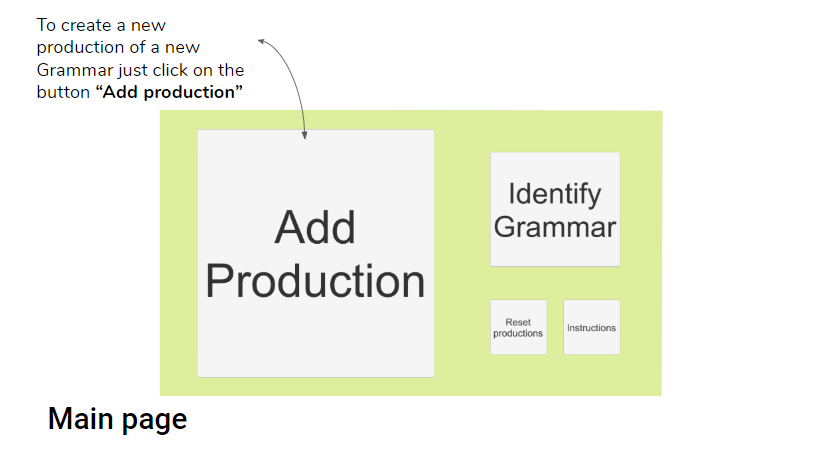 To create a new
production of a new
Grammar just click on the
button “Add production”
Add
Production
Identify
Grammar
Reset
productions
Instructions
Main page